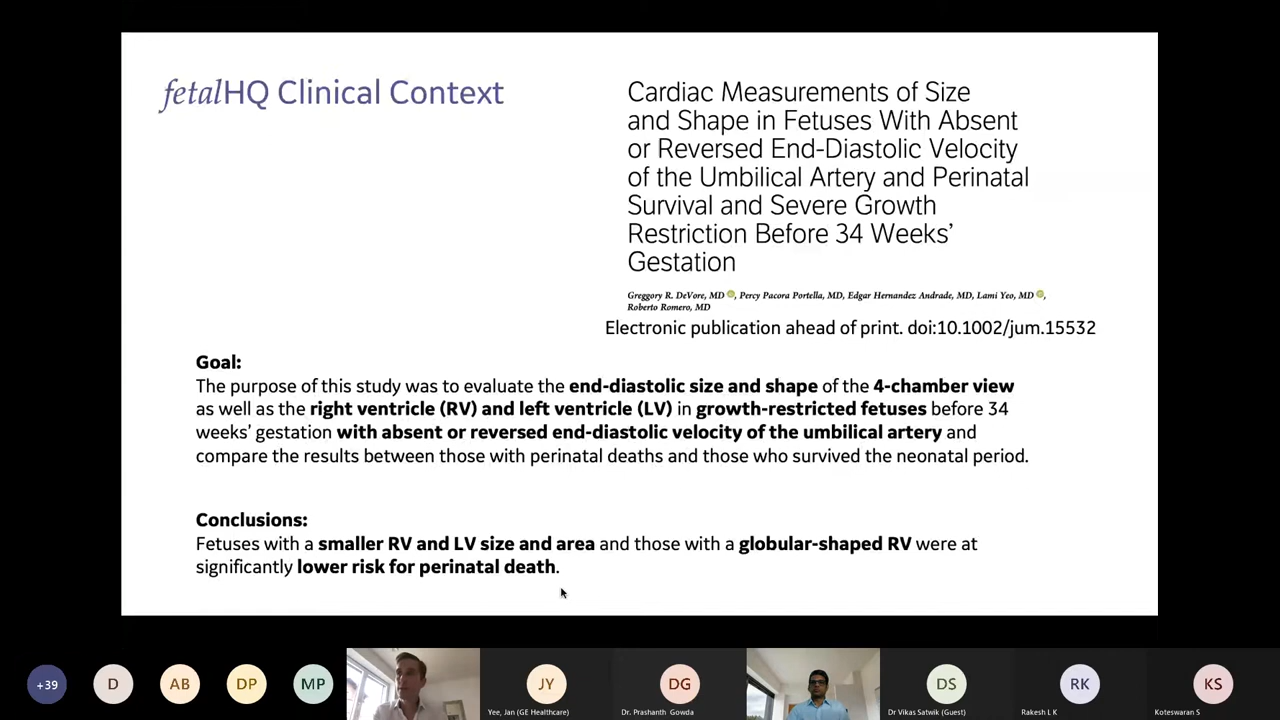 fetalHQ Clinical Context
Cardiac Measurements of Size
and Shape in Fetuses With Absent
or Reversed End-Diastolic Velocity
of the Umbilical Artery and Perinatal
Survival and Severe Growth
Restriction Before 34 Weeks’
Gestation
Greggory R. DeVore, MD, Percy Pacora Portella, MD, Edgar Hernandez Andrade, MD, Lami Yeo, MD,
Roberto Romero, MD
Electronic publication ahead of print. doi:10.1002/jum.15532
Goal:
The purpose of this study was to evaluate the end-diastolic size and shape of the 4-chamber view
as well as the right ventricle (RV) and left ventricle (LV) in growth-restricted fetuses before 34
weeks’ gestation with absent or reversed end-diastolic velocity of the umbilical artery and
compare the results between those with perinatal deaths and those who survived the neonatal period.
Conclusions:
Fetuses with a smaller RV and LV size and area and those with a globular-shaped RV were at
significantly lower risk for perinatal death.
+39
D
AB
DP
MP
JY
Yee, Jan (GE Healthcare)
DG
Dr. Prashanth Gowda
DS
Dr Vikas Satwik (Guest)
RK
Rakesh L K
KS
Koteswaran S